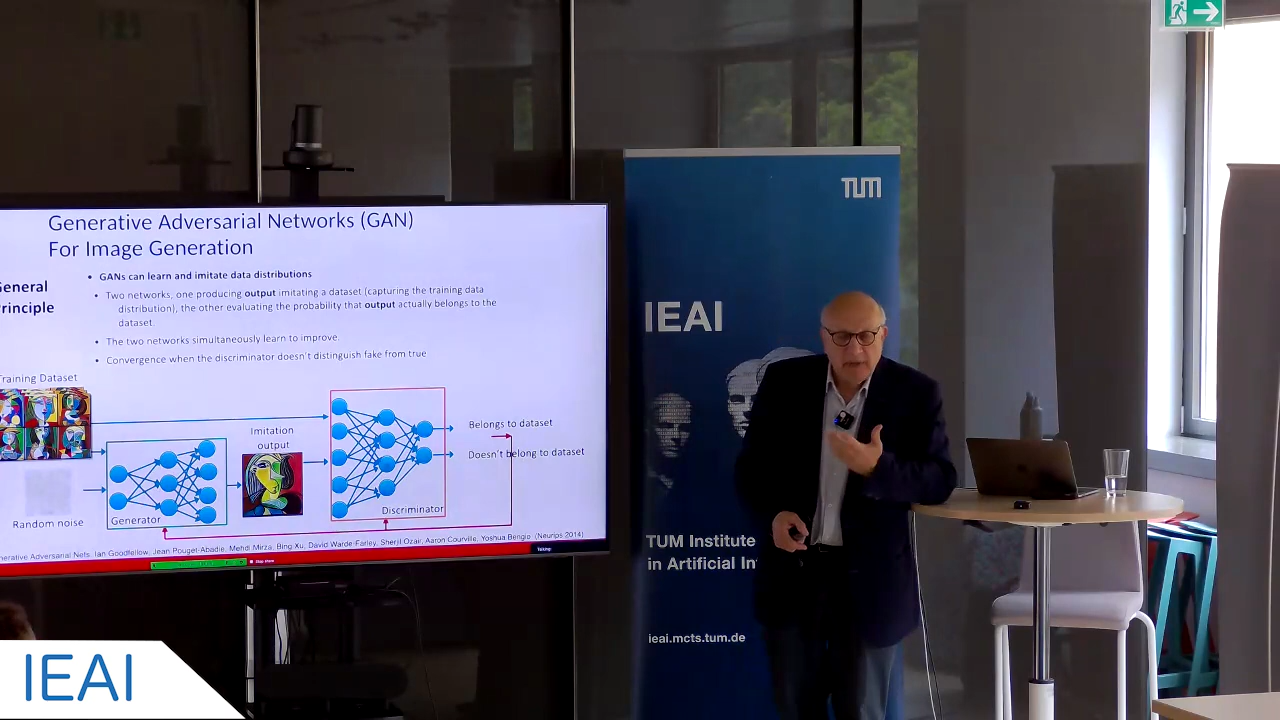 Generative Adversarial Networks (GAN)
For Image Generation
General
Principle
• GANs can learn and imitate data distributions
• Two networks, one producing output imitating a dataset (capturing the training data
distribution), the other evaluating the probability that output actually belongs to the
dataset.
• The two networks simultaneously learn to improve.
• Convergence when the discriminator doesn't distinguish fake from true
Training Dataset
Imitation
output
Belongs to dataset
Doesn't belong to dataset
Random noise
Generator
Discriminator
Generative Adversarial Nets, Ian Goodfellow, Jean Pouget-Abadie, Mehdi Mirza, Bing Xu, David Warde-Farley, Sherjil Ozair, Aaron Courville, Yoshua Bengio (Neurips 2014)
Talking:
Stop Share
TUM
IEAI
TUM Institute
in Artificial In
ieai.mcts.tum.de
IEAI